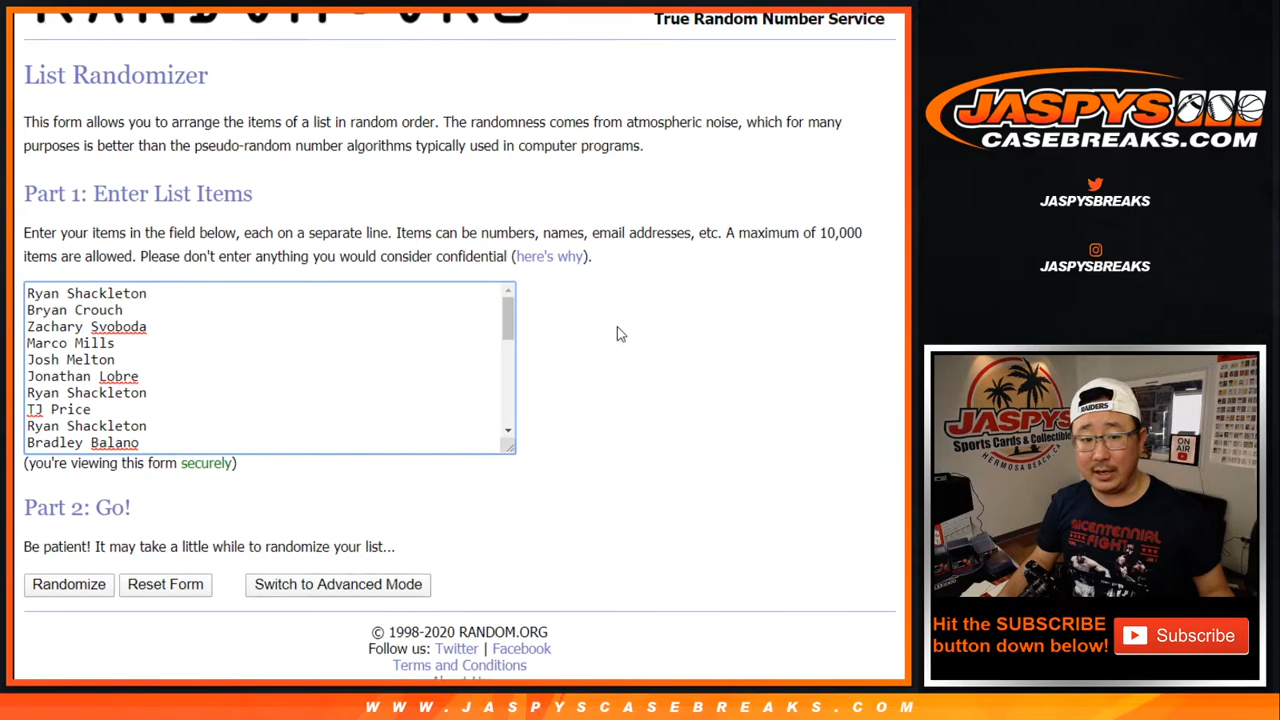 RANDOM.ORG
True Random Number Service
List Randomizer
This form allows you to arrange the items of a list in random order. The randomness comes from atmospheric noise, which for many
purposes is better than the pseudo-random number algorithms typically used in computer programs.
Part 1: Enter List Items
Enter your items in the field below, each on a separate line. Items can be numbers, names, email addresses, etc. A maximum of 10,000
items are allowed. Please don't enter anything you would consider confidential (here's why).
Ryan Shackleton
Bryan Crouch
Zachary Svoboda
Marco Mills
Josh Melton
Jonathan Lobre
Ryan Shackleton
TJ Price
Ryan Shackleton
Bradley Balano
(you're viewing this form securely)
Part 2: Go!
Be patient! It may take a little while to randomize your list...
Randomize
Reset Form
Switch to Advanced Mode
© 1998-2020 RANDOM.ORG
Follow us: Twitter | Facebook
Terms and Conditions
JASPYS
CASEBREAKS.COM
JASPYSBREAKS
JASPYSBREAKS
JASPYS
Sports Cards & Collectibles
HERMOSA BEACH, CA
RAIDERS
ON AIR
BICENTENNIAL
FIGHT
Hit the SUBSCRIBE
button down below!
Subscribe
WWW.JASPYSCASEBREAKS.COM